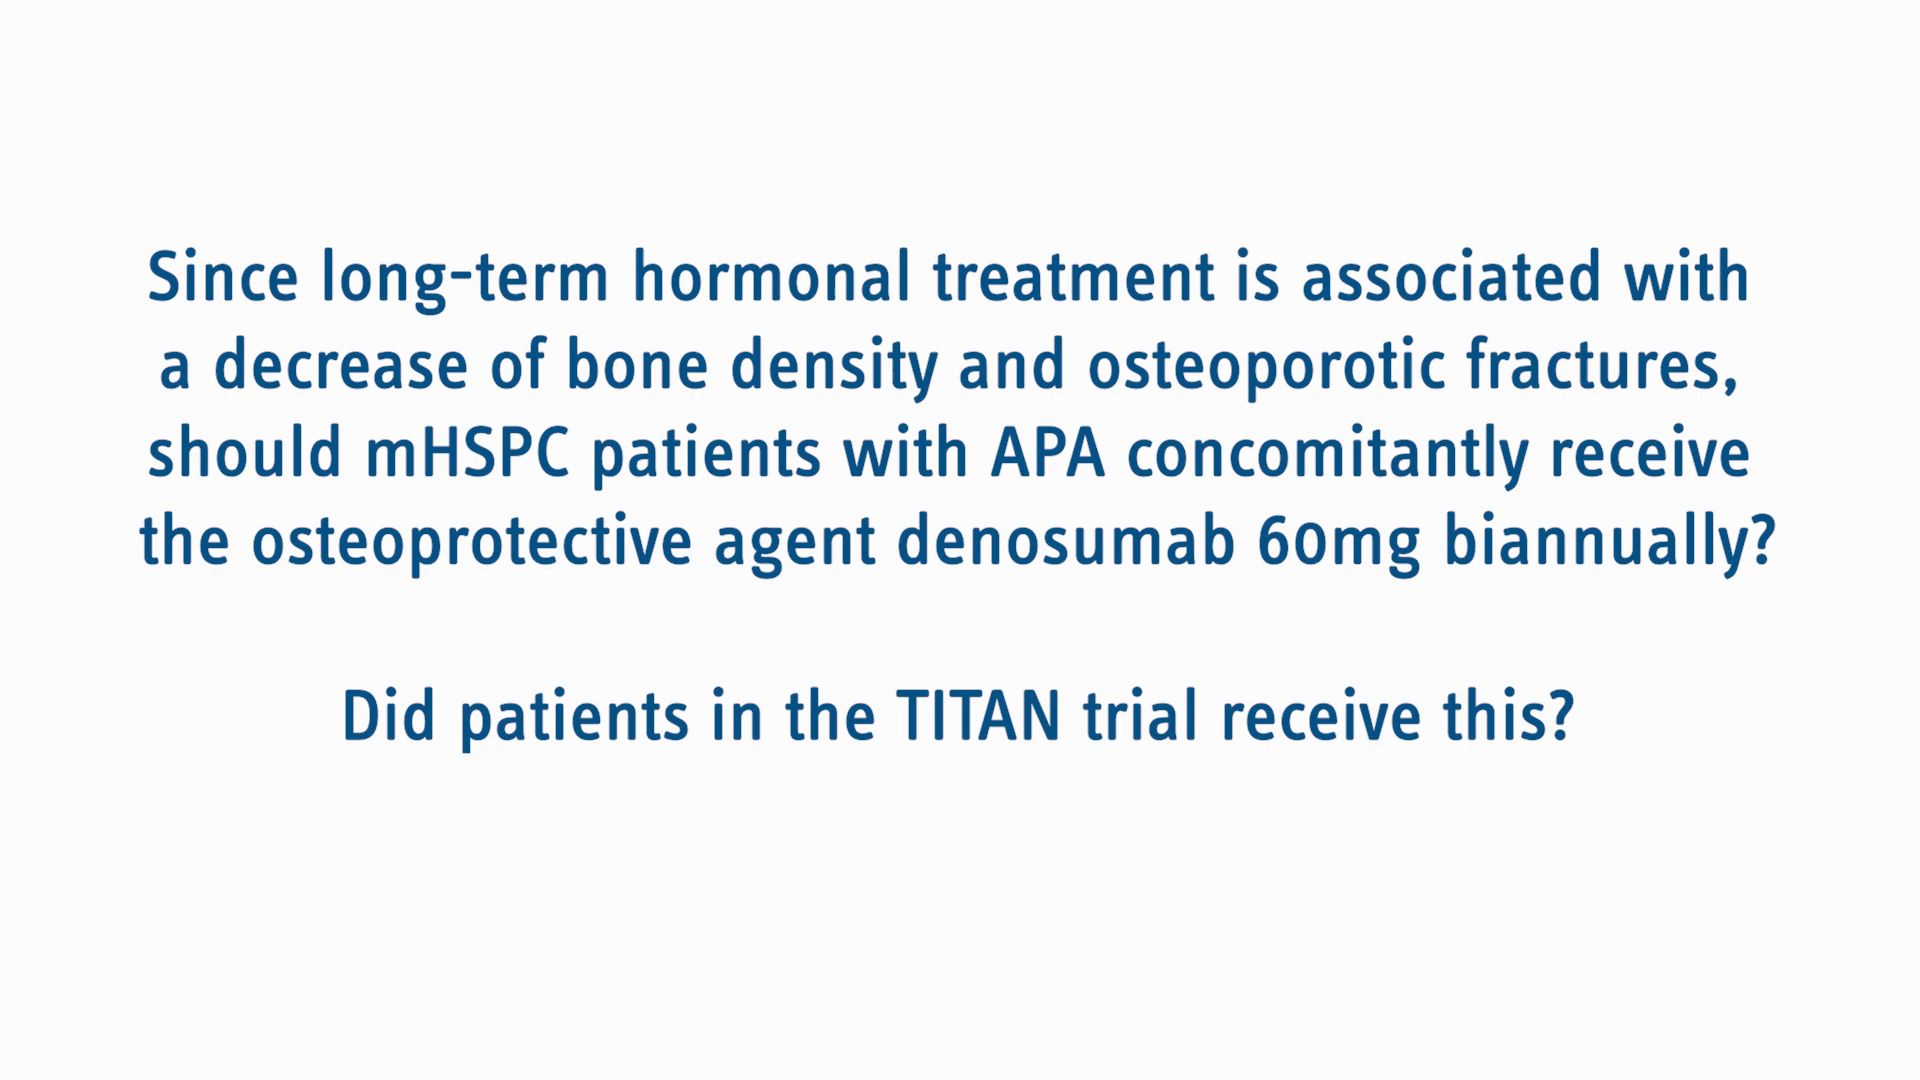 Since long-term hormonal treatment is associated with
a decrease of bone density and osteoporotic fractures,
should mHSPC patients with APA concomitantly receive
the osteoprotective agent denosumab 60mg biannually?
Did patients in the TITAN trial receive this?